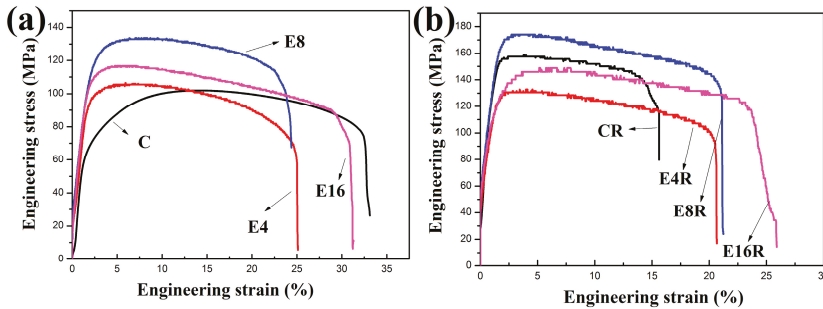 (a)
Engineering stress (MPa)
140
120
100
80
60
40
20
0
0
5
10
15
20
25
30
35
Engineering strain (%)
E8
C
E16
E4
(b)
Engineering stress (MPa)
180
160
140
120
100
80
60
40
20
0
0
5
10
15
20
25
30
Engineering strain (%)
CR
E4R
E8R
E16R